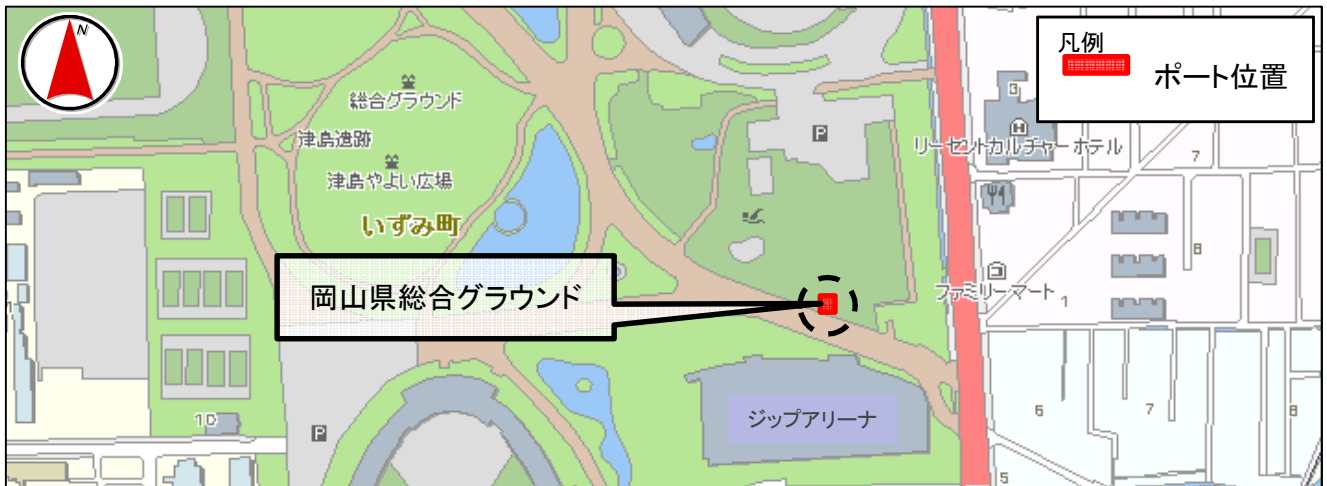 N
凡例
ポート位置
総合グラウンド
津島遺跡
津島やよい広場
いずみ町
P
3
H
リーセントカルチャーホテル
7
8
岡山県総合グラウンド
ファミリーマート
1
ジップアリーナ
10
P
6
7
8
5